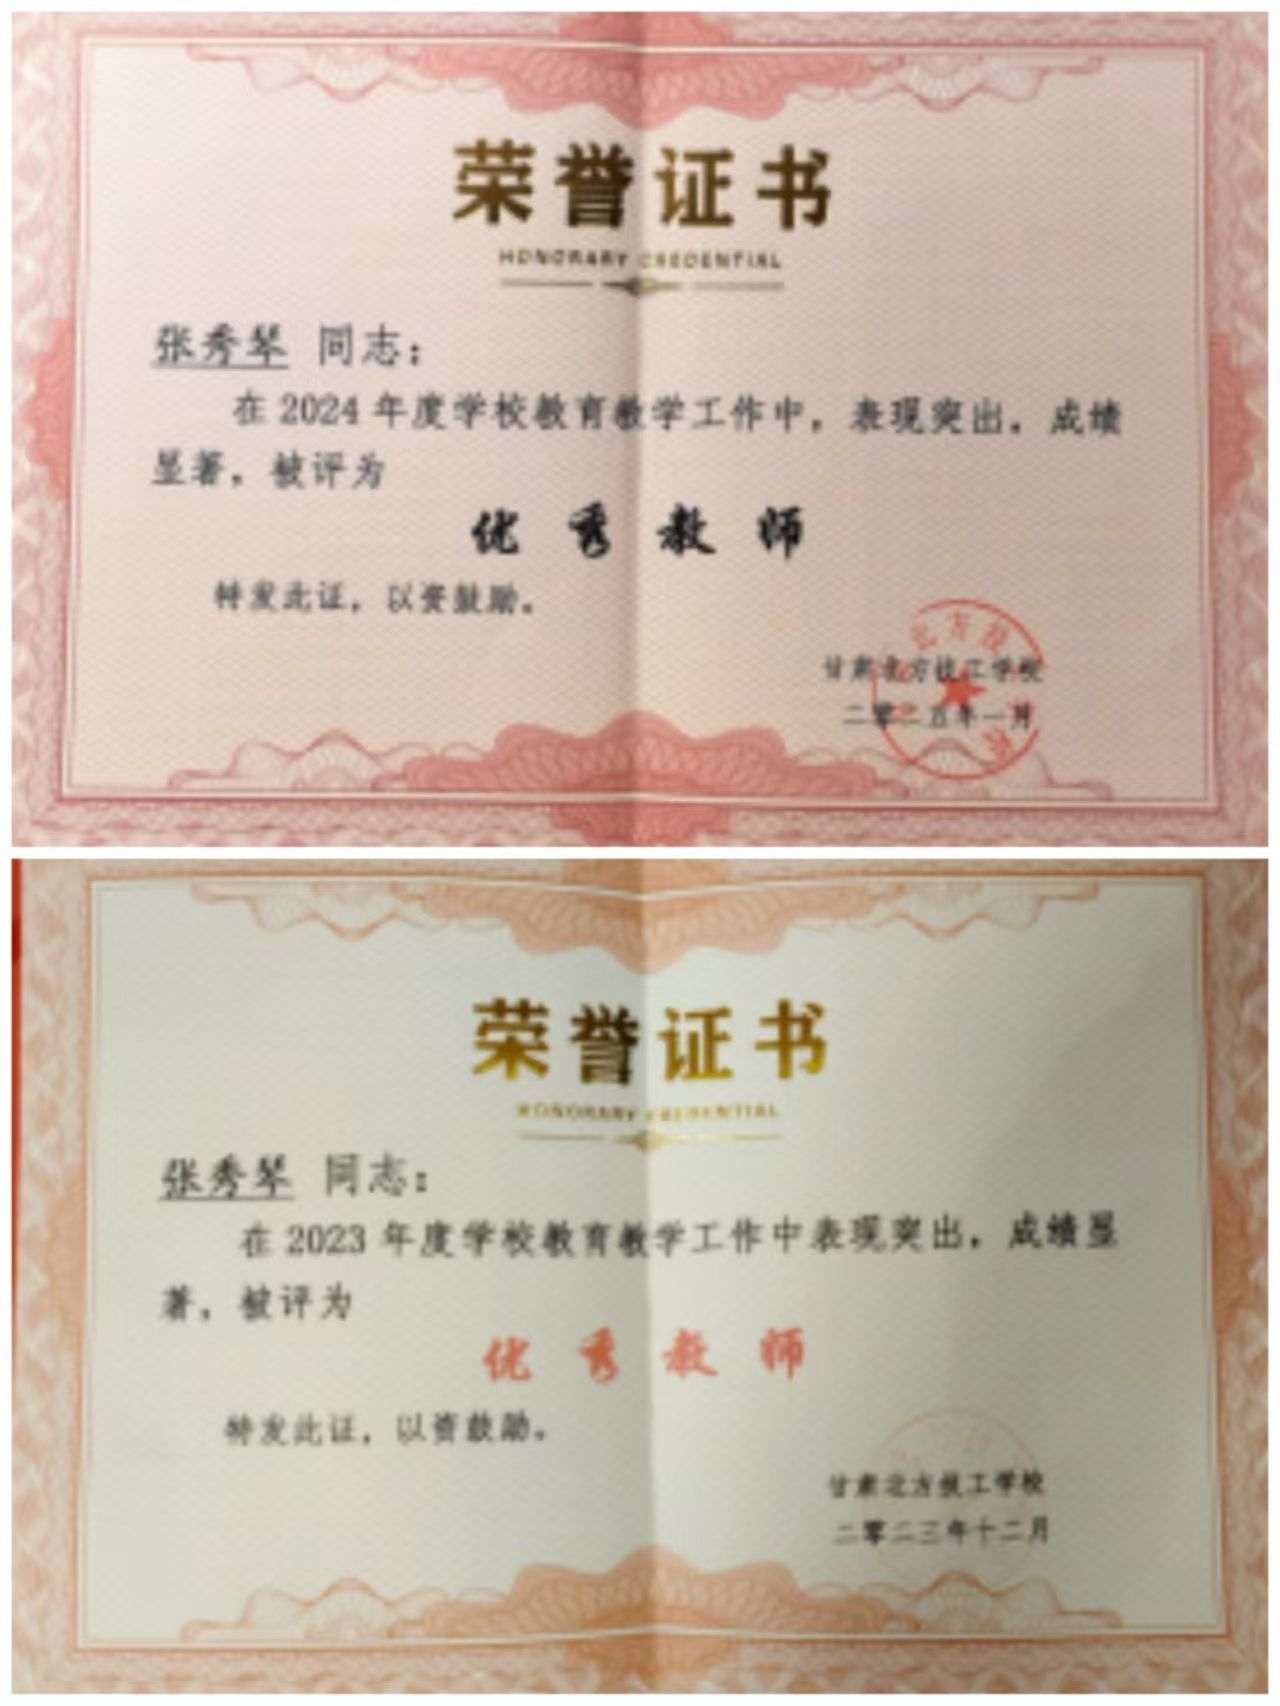 荣誉证书
HONORARY CREDENTIAL
张秀琴 同志：
在2024年度学校教育教学工作中，表现突出，成绩
显著，被评为
优秀教师
特发此证，以资鼓励。
甘肃北方技工学校
二零二五年一月
荣誉证书
HONORARY CREDENTIAL
张秀琴 同志：
在2023年度学校教育教学工作中表现突出，成绩显
著，被评为
优秀教师
特发此证，以资鼓励。
甘肃北方技工学校
二零二三年十二月